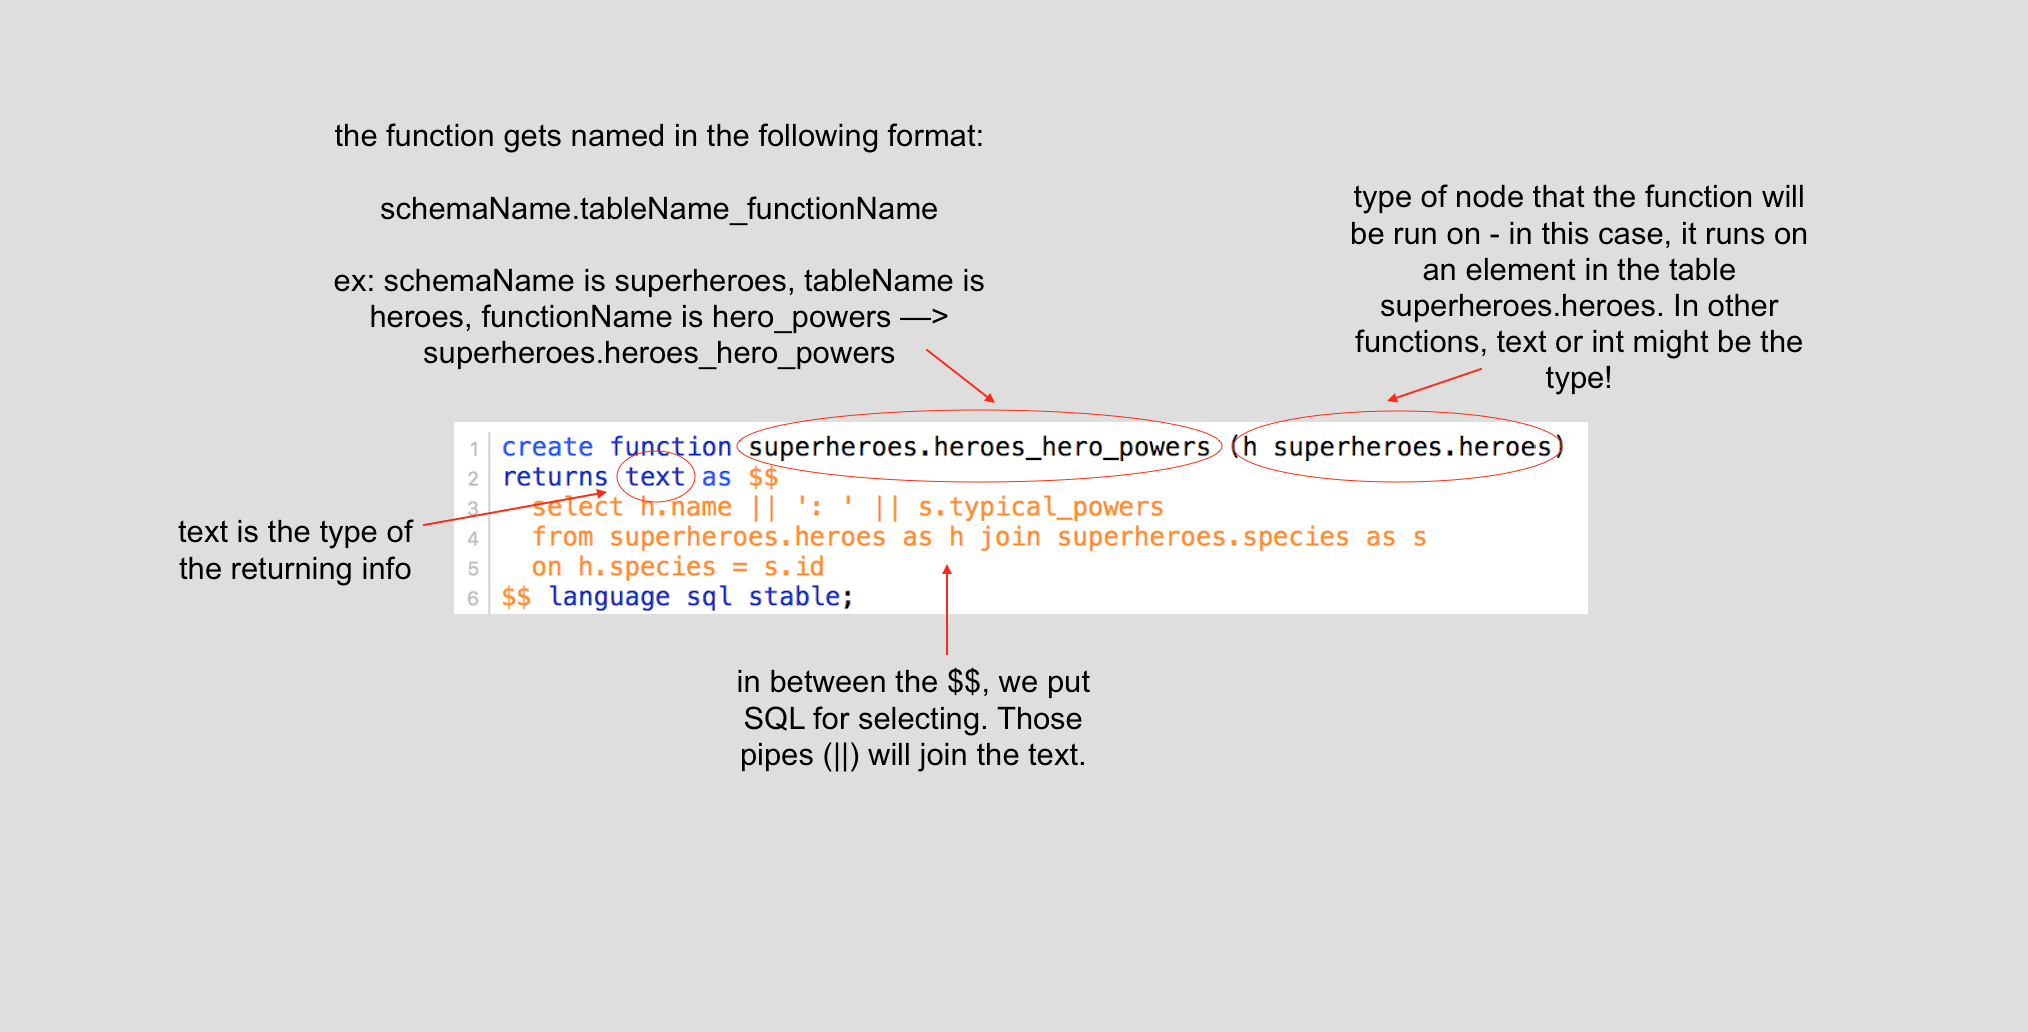 the function gets named in the following format:
schemaName.tableName_functionName
ex: schemaName is superheroes, tableName is
heroes, functionName is hero_powers —>
superheroes.heroes_hero_powers
type of node that the function will
be run on - in this case, it runs on
an element in the table
superheroes.heroes. In other
functions, text or int might be the
type!
1 create function superheroes.heroes_hero_powers (h superheroes.heroes)
2 returns text as $$
3   select h.name || ': ' || s.typical_powers
4   from superheroes.heroes as h join superheroes.species as s
5   on h.species = s.id
6 $$ language sql stable;
text is the type of
the returning info
in between the $$, we put
SQL for selecting. Those
pipes (||) will join the text.